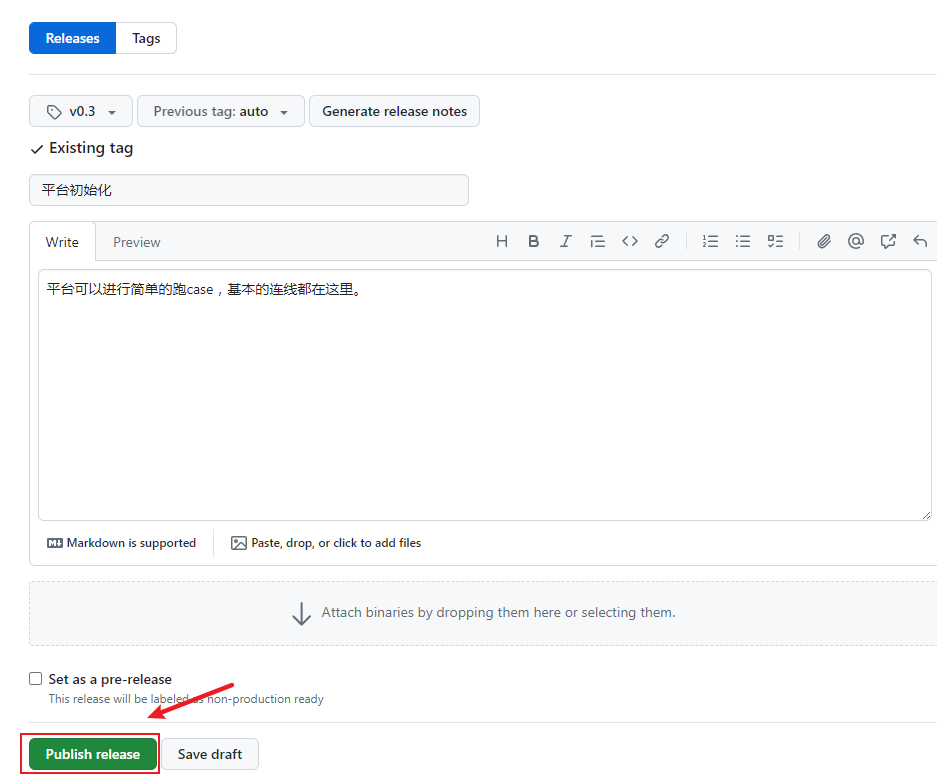 Releases Tags
v0.3 Previous tag: auto Generate release notes
Existing tag
平台初始化
Write Preview
平台可以进行简单的跑case，基本的连线都在这里。
Markdown is supported Paste, drop, or click to add files
Attach binaries by dropping them here or selecting them.
Set as a pre-release
This release will be labeled as non-production ready
Publish release Save draft